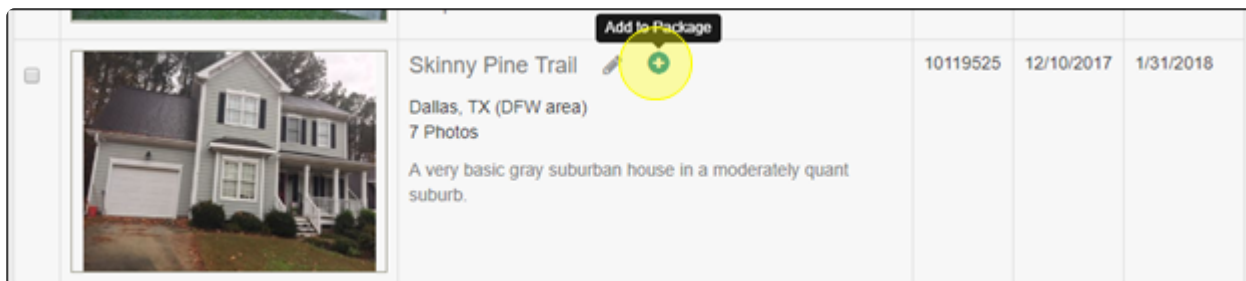 Add to Package
Skinny Pine Trail
10119525
12/10/2017
1/31/2018
Dallas, TX (DFW area)
7 Photos
A very basic gray suburban house in a moderately quant
suburb.